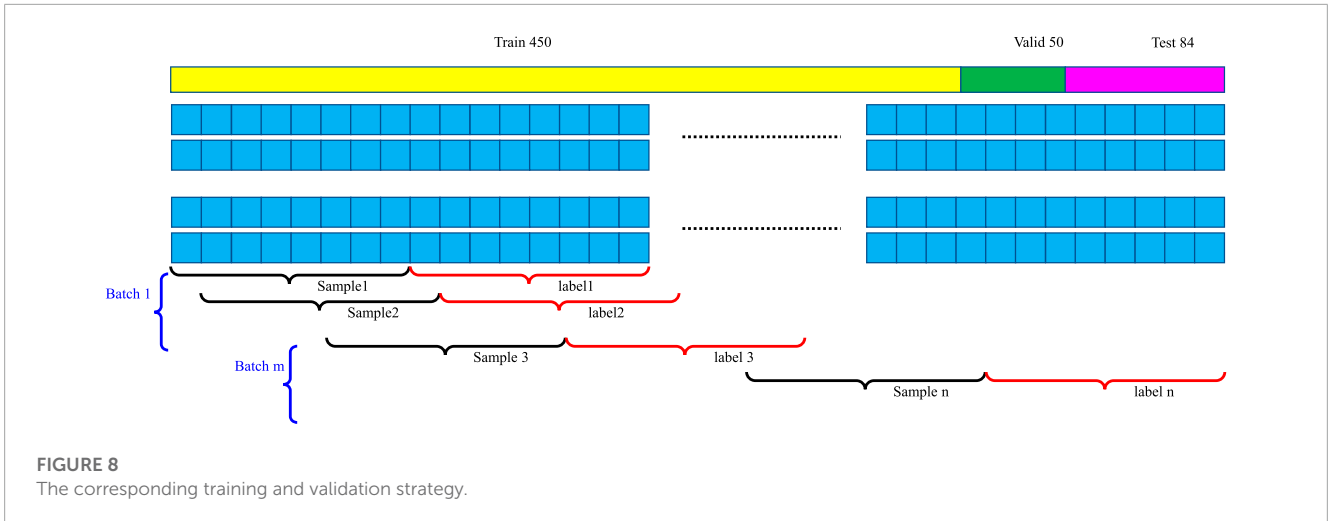 Train 450
Valid 50
Test 84
Batch 1
Sample1
label1
Sample2
label2
Batch m
Sample 3
label 3
Sample n
label n
FIGURE 8
The corresponding training and validation strategy.